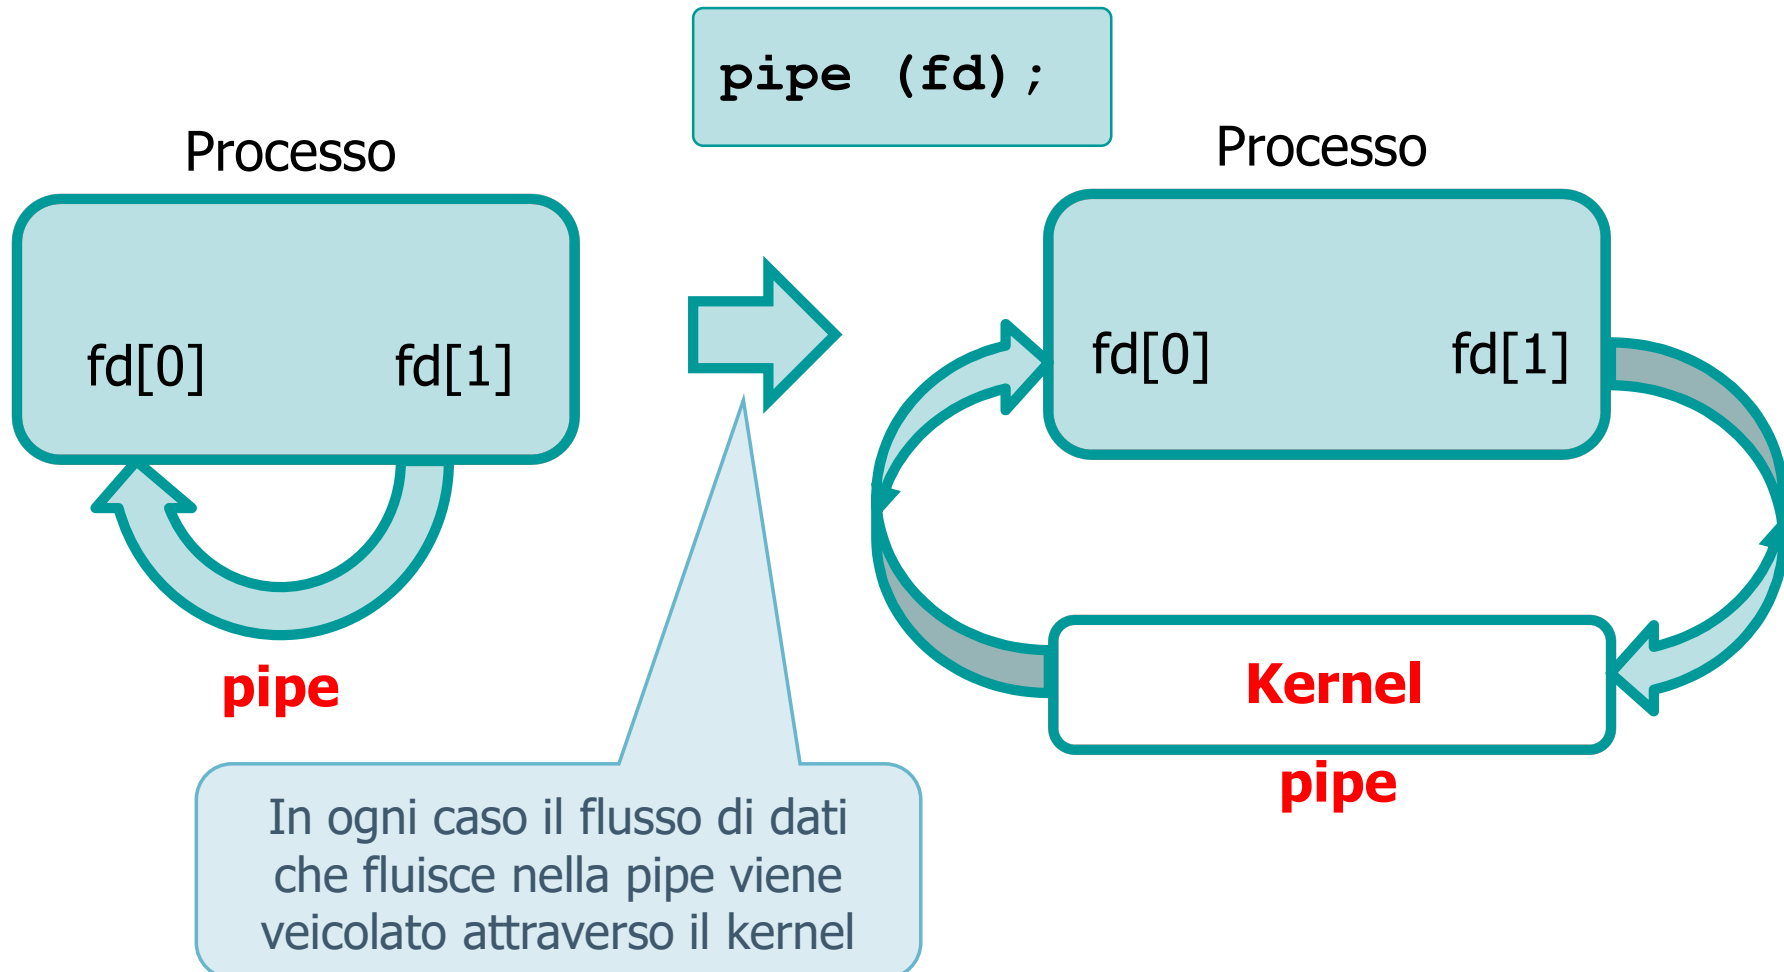 pipe (fd);
Processo
fd[0] fd[1]
pipe
In ogni caso il flusso di dati
che fluisce nella pipe viene
veicolato attraverso il kernel
Processo
fd[0] fd[1]
Kernel
pipe